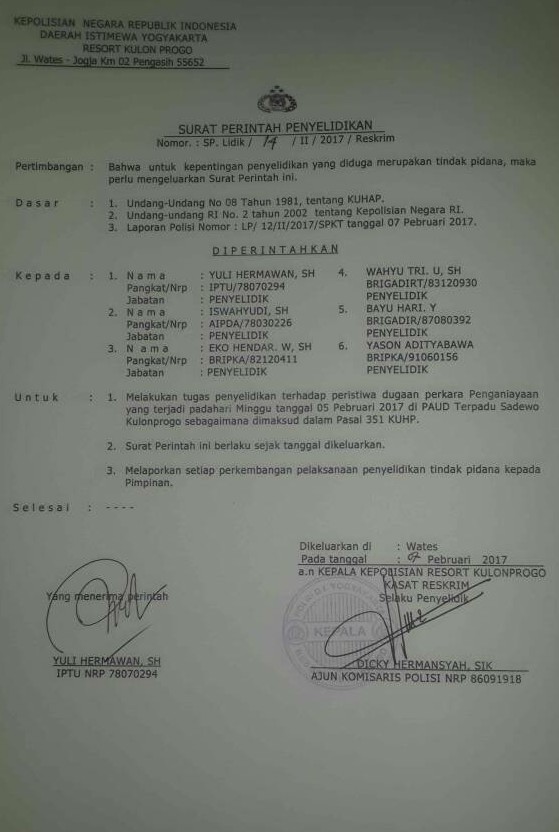 KEPOLISIAN NEGARA REPUBLIK INDONESIA
DAERAH ISTIMEWA YOGYAKARTA
RESORT KULON PROGO
Jl. Wates - Jogja Km 02 Pengasih 55652
SURAT PERINTAH PENYELIDIKAN
Nomor. : SP. Lidik / 14 / II / 2017 / Reskrim
Pertimbangan : Bahwa untuk kepentingan penyelidikan yang diduga merupakan tindak pidana, maka
perlu mengeluarkan Surat Perintah ini.
Dasar : 1. Undang-Undang No 08 Tahun 1981, tentang KUHAP.
2. Undang-undang RI No. 2 tahun 2002 tentang Kepolisian Negara RI.
3. Laporan Polisi Nomor : LP/ 12/II/2017/SPKT tanggal 07 Pebruari 2017.
DIPERINTAHKAN
Kepada : 1. Nama : YULI HERMAWAN, SH 4. WAHYU TRI. U, SH
Pangkat/Nrp : IPTU/78070294 BRIGADIRT/83120930
Jabatan : PENYELIDIK PENYELIDIK
2. Nama : ISWAHYUDI, SH 5. BAYU HARI. Y
Pangkat/Nrp : AIPDA/78030226 BRIGADIR/87080392
Jabatan : PENYELIDIK PENYELIDIK
3. Nama : EKO HENDAR. W, SH 6. YASON ADITYABAWA
Pangkat/Nrp : BRIPKA/82120411 BRIPKA/91060156
Jabatan : PENYELIDIK PENYELIDIK
Untuk : 1. Melakukan tugas penyelidikan terhadap peristiwa dugaan perkara Penganiayaan
yang terjadi padahari Minggu tanggal 05 Pebruari 2017 di PAUD Terpadu Sadewo
Kulonprogo sebagaimana dimaksud dalam Pasal 351 KUHP.
2. Surat Perintah ini berlaku sejak tanggal dikeluarkan.
3. Melaporkan setiap perkembangan pelaksanaan penyelidikan tindak pidana kepada
Pimpinan.
Selesai : ----
Dikeluarkan di : Wates
Pada tanggal : Pebruari 2017
a.n KEPALA KEPOLISIAN RESORT KULONPROGO
KASAT RESKRIM
Selaku Penyelidik
Yang menerima perintah
KEPALA
YULI HERMAWAN, SH
IPTU NRP 78070294
DICKY HERMANSYAH, SIK
AJUN KOMISARIS POLISI NRP 86091918